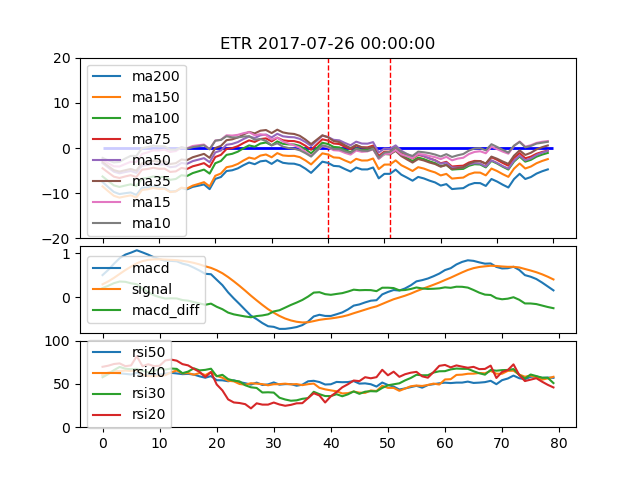 ETR 2017-07-26 00:00:00
20
10
0
−10
−20
ma200
ma150
ma100
ma75
ma50
ma35
ma15
ma10
1
0
macd
signal
macd_diff
100
50
0
rsi50
rsi40
rsi30
rsi20
0 10 20 30 40 50 60 70 80